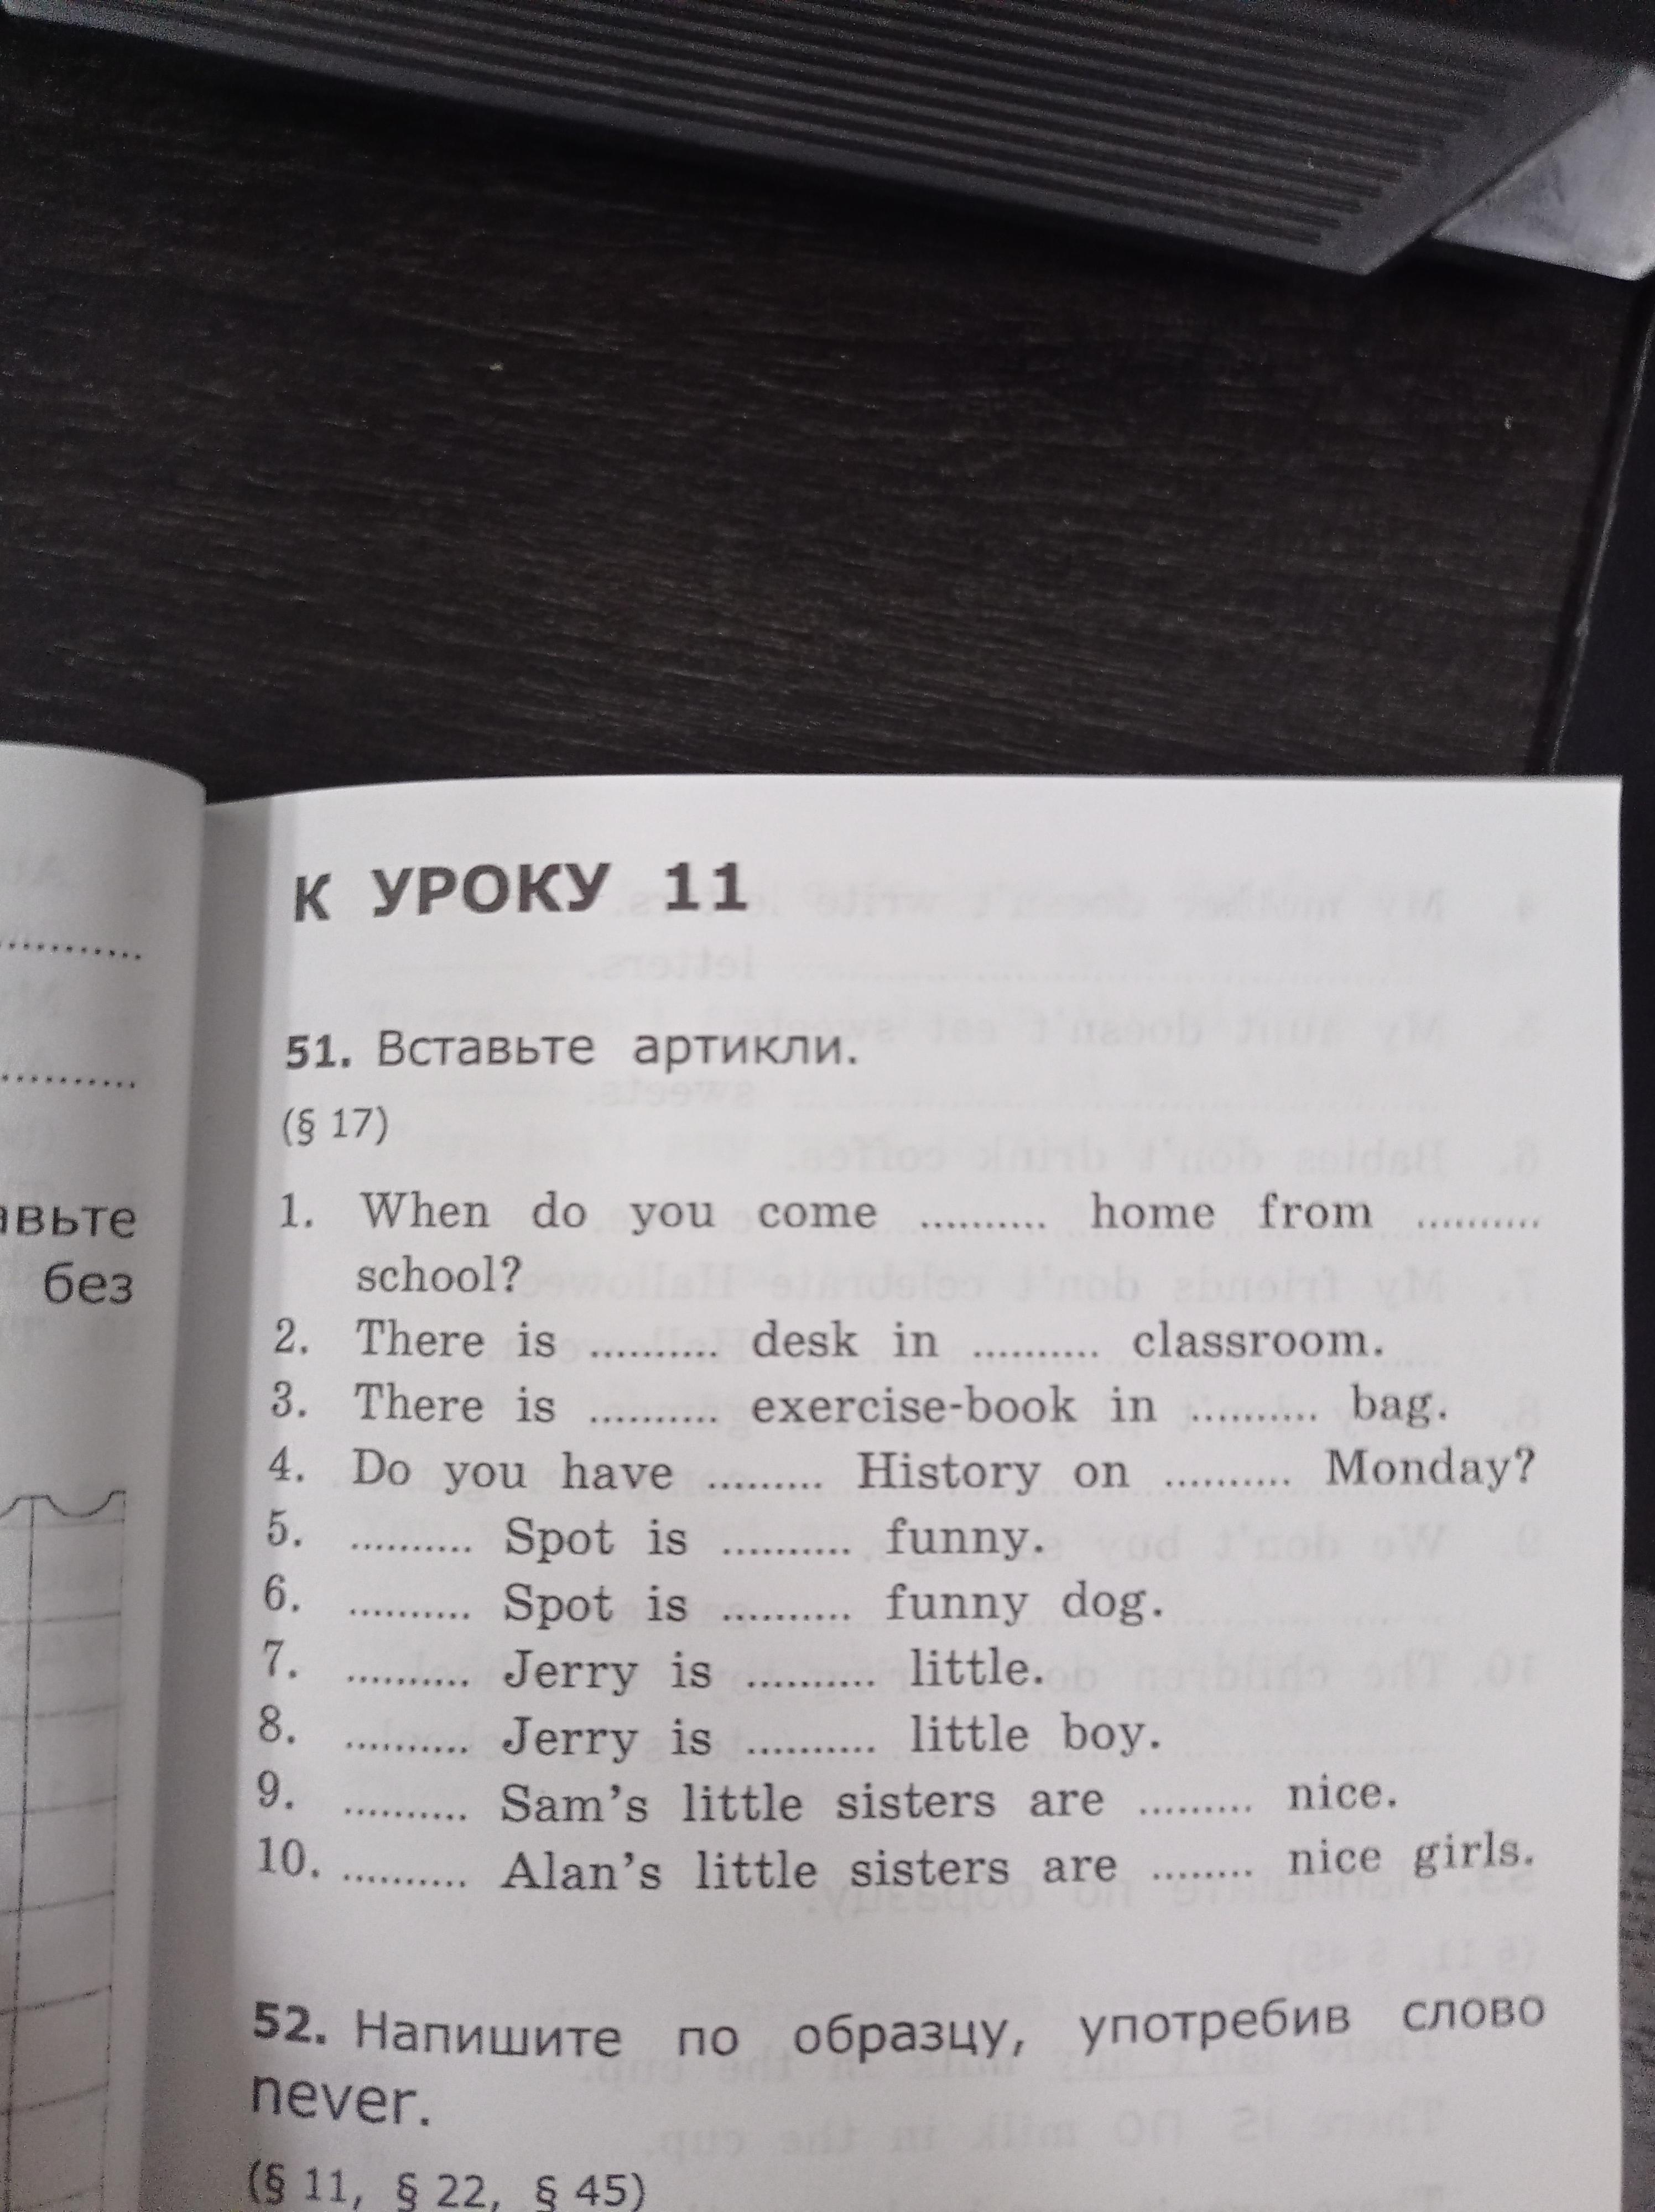 авьте
без
К УРОКУ 11
51. Вставьте артикли.
(§ 17)
1. When do you come .......... home from ..........
school?
2. There is .......... desk in .......... classroom.
3. There is .......... exercise-book in .......... bag.
4. Do you have ......... History on .......... Monday?
5. .......... Spot is .......... funny.
6. .......... Spot is .......... funny dog.
7. .......... Jerry is .......... little.
8. .......... Jerry is .......... little boy.
9. .......... Sam’s little sisters are ......... nice.
10. .......... Alan’s little sisters are ........ nice girls.
52. Напишите по образцу, употребив слово
never.
(§ 11, § 22, § 45)